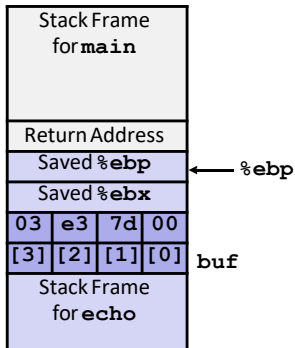 Stack Frame
for main
Return Address
Saved %ebp
%ebp
Saved %ebx
03 e3 7d 00
[3] [2] [1] [0] buf
Stack Frame
for echo